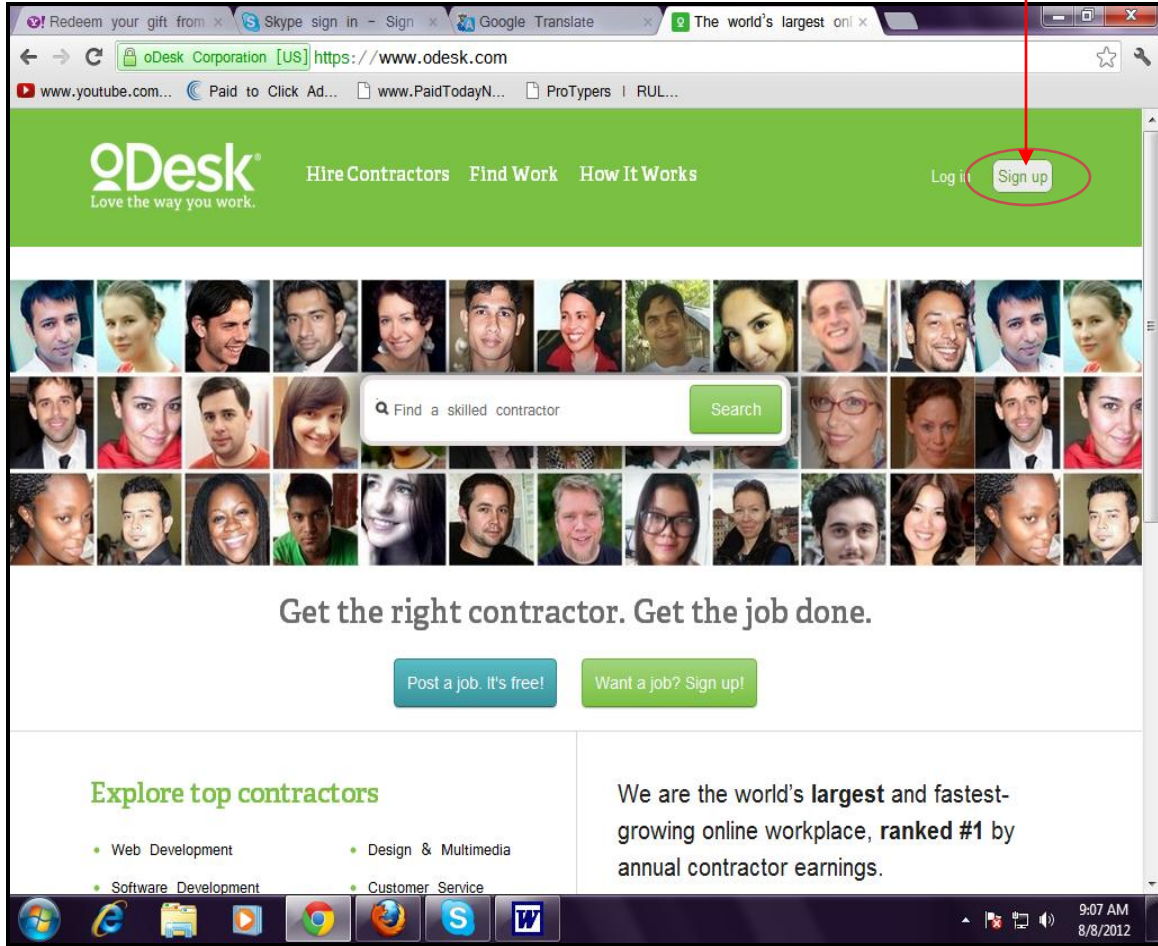 Redeem your gift from
Skype sign in - Sign
Google Translate
The world's largest onl
oDesk Corporation [US] https://www.odesk.com
www.youtube.com...
Paid to Click Ad...
www.PaidTodayN...
ProTypers | RUL...
oDesk®
Love the way you work.
Hire Contractors Find Work How It Works
Log in Sign up
Find a skilled contractor
Search
Get the right contractor. Get the job done.
Post a job. It's free!
Want a job? Sign up!
Explore top contractors
Web Development
Design & Multimedia
Software Development
Customer Service
We are the world's largest and fastest-
growing online workplace, ranked #1 by
annual contractor earnings.
9:07 AM
8/8/2012